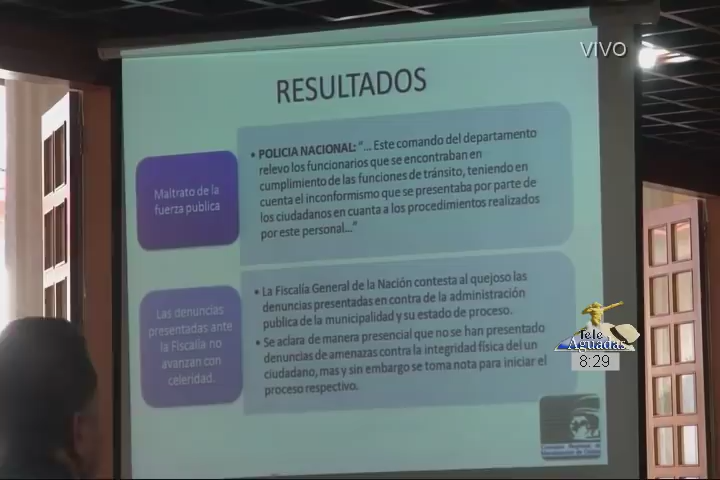 VIVO
RESULTADOS
Maltrato de la
fuerza publica
• POLICIA NACIONAL: "... Este comando del departamento
relevo los funcionarios que se encontraban en
cumplimiento de las funciones de tránsito, teniendo en
cuenta el inconformismo que se presentaba por parte de
los ciudadanos en cuanta a los procedimientos realizados
por este personal..."
Las denuncias
presentadas ante
la Fiscalía no
avanzan con
celeridad.
• La Fiscalía General de la Nación contesta al quejoso las
denuncias presentadas en contra de la administración
publica de la municipalidad y su estado de proceso.
• Se aclara de manera presencial que no se han presentado
denuncias de amenazas contra la integridad física del un
ciudadano, mas y sin embargo se toma nota para iniciar el
proceso respectivo.
Tele
Aguadas
8:29